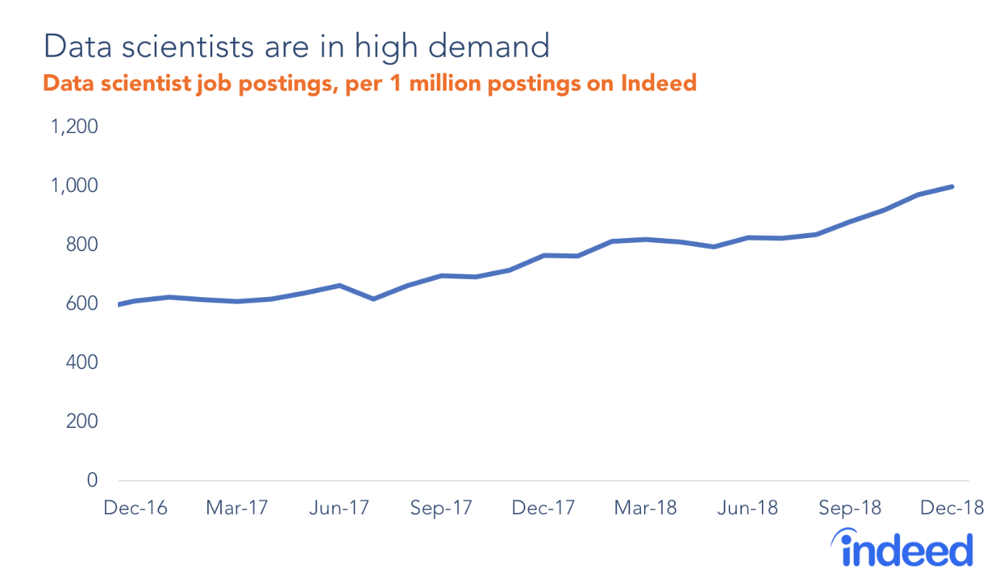 Data scientists are in high demand
Data scientist job postings, per 1 million postings on Indeed
1,200
1,000
800
600
400
200
0
Dec-16 Mar-17 Jun-17 Sep-17 Dec-17 Mar-18 Jun-18 Sep-18 Dec-18
indeed